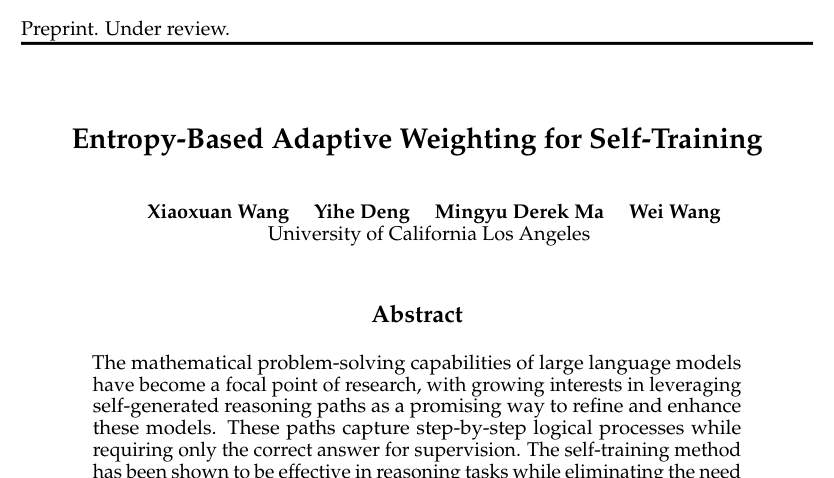 Preprint. Under review.
Entropy-Based Adaptive Weighting for Self-Training
Xiaoxuan Wang Yihe Deng Mingyu Derek Ma Wei Wang
University of California Los Angeles
Abstract
The mathematical problem-solving capabilities of large language models
have become a focal point of research, with growing interests in leveraging
self-generated reasoning paths as a promising way to refine and enhance
these models. These paths capture step-by-step logical processes while
requiring only the correct answer for supervision. The self-training method
has been shown to be effective in reasoning tasks while eliminating the need